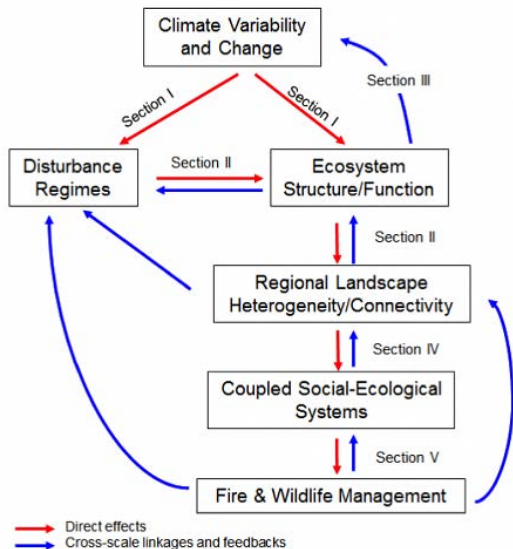 Climate Variability
and Change
Section III
Section I
Section I
Disturbance
Regimes
Section II
Ecosystem
Structure/Function
Section II
Regional Landscape
Heterogeneity/Connectivity
Section IV
Coupled Social-Ecological
Systems
Section V
Fire & Wildlife Management
Direct effects
Cross-scale linkages and feedbacks